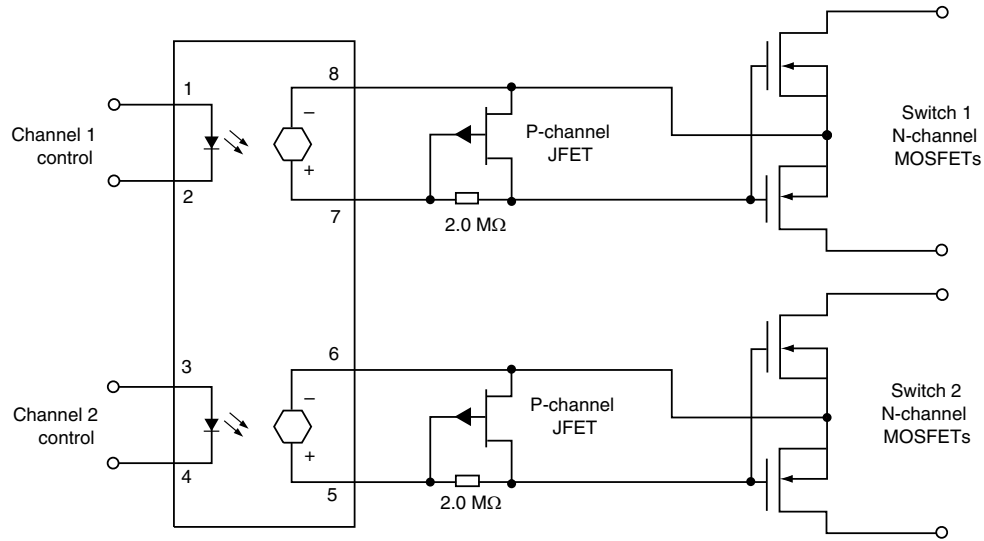 1
Channel 1
control
2
8
−
+
7
P-channel
JFET
2.0 MΩ
Switch 1
N-channel
MOSFETs
3
Channel 2
control
4
6
−
+
5
P-channel
JFET
2.0 MΩ
Switch 2
N-channel
MOSFETs